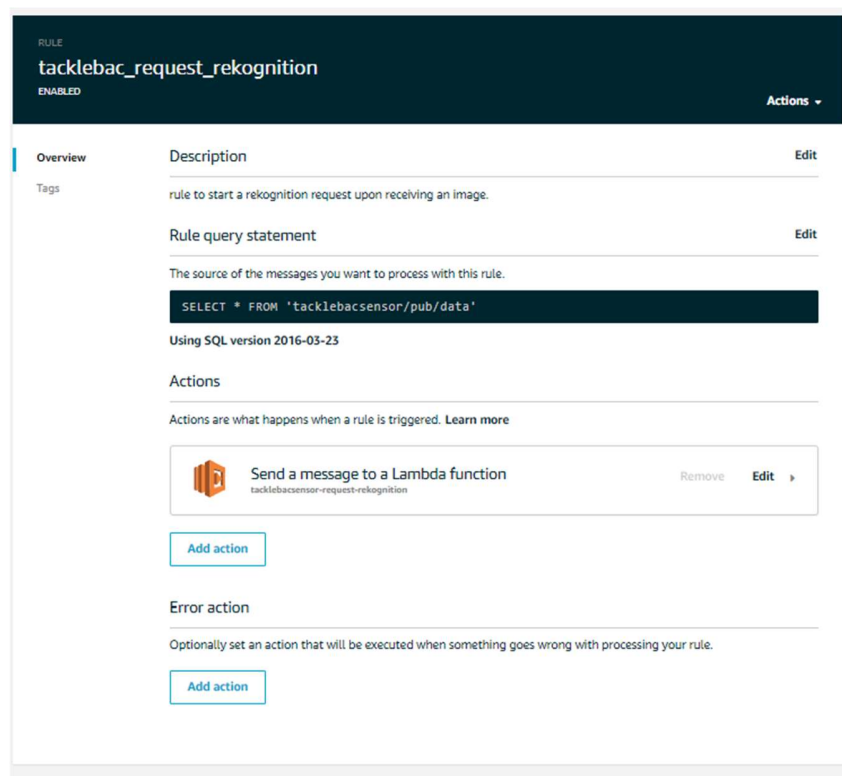 RULE
tacklebac_request_rekognition
ENABLED
Actions
Overview
Tags
Description
Edit
rule to start a rekognition request upon receiving an image.
Rule query statement
Edit
The source of the messages you want to process with this rule.
SELECT * FROM 'tacklebacsensor/pub/data'
Using SQL version 2016-03-23
Actions
Actions are what happens when a rule is triggered. Learn more
Send a message to a Lambda function
tacklebacsensor-request-rekognition
Remove
Edit
Add action
Error action
Optionally set an action that will be executed when something goes wrong with processing your rule.
Add action